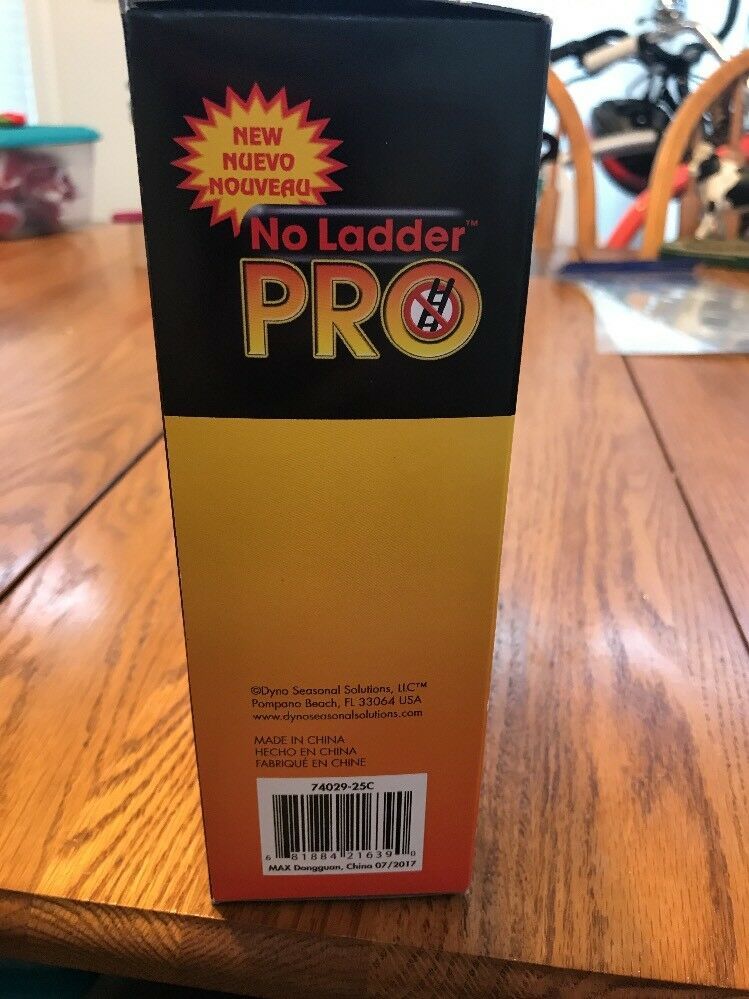 NEW
NUEVO
NOUVEAU
No Ladder™
PRO
©Dyno Seasonal Solutions, LLC™
Pompano Beach, FL 33064 USA
www.dynoseasonalsolutions.com
MADE IN CHINA
HECHO EN CHINA
FABRIQUÉ EN CHINE
74029-25C
6 81884 21639 0
MAX Dongguan, China 07/2017